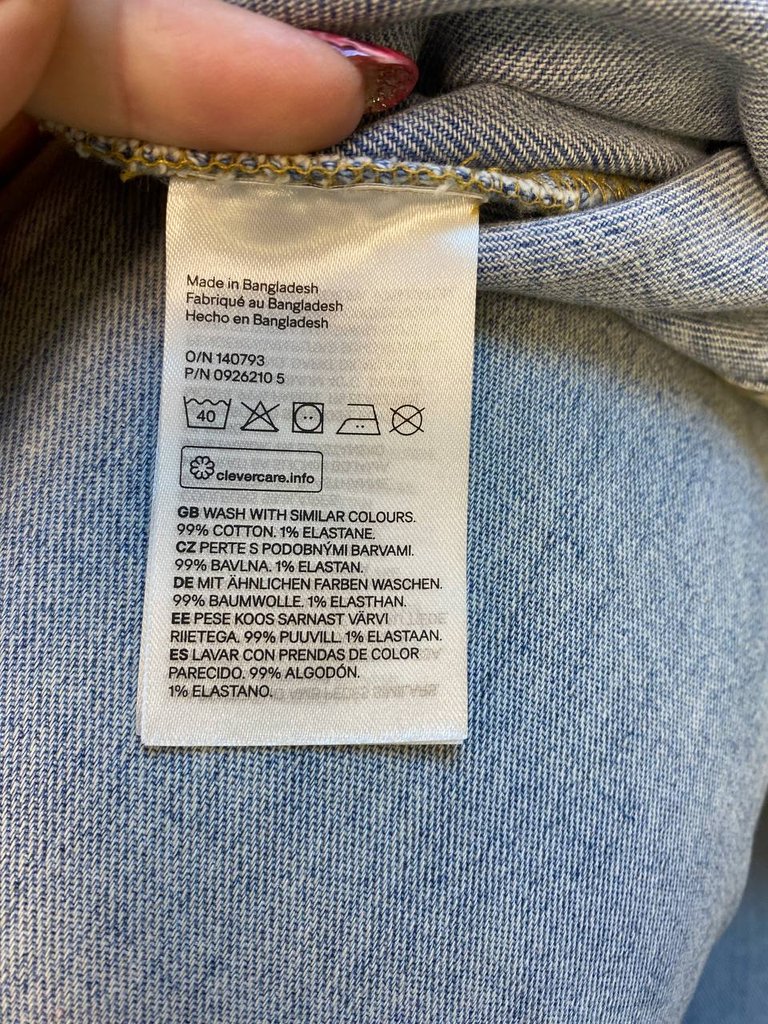 Made in Bangladesh
Fabriqué au Bangladesh
Hecho en Bangladesh
O/N 140793
P/N 0926210 5
40
clevercare.info
GB WASH WITH SIMILAR COLOURS.
99% COTTON. 1% ELASTANE.
CZ PERTE S PODOBNÝMI BARVAMI.
99% BAVLNA. 1% ELASTAN.
DE MIT ÄHNLICHEN FARBEN WASCHEN.
99% BAUMWOLLE. 1% ELASTHAN.
EE PESE KOOS SARNAST VÄRVI
RIIETEGA. 99% PUUVILL. 1% ELASTAAN.
ES LAVAR CON PRENDAS DE COLOR
PARECIDO. 99% ALGODÓN.
1% ELASTANO.